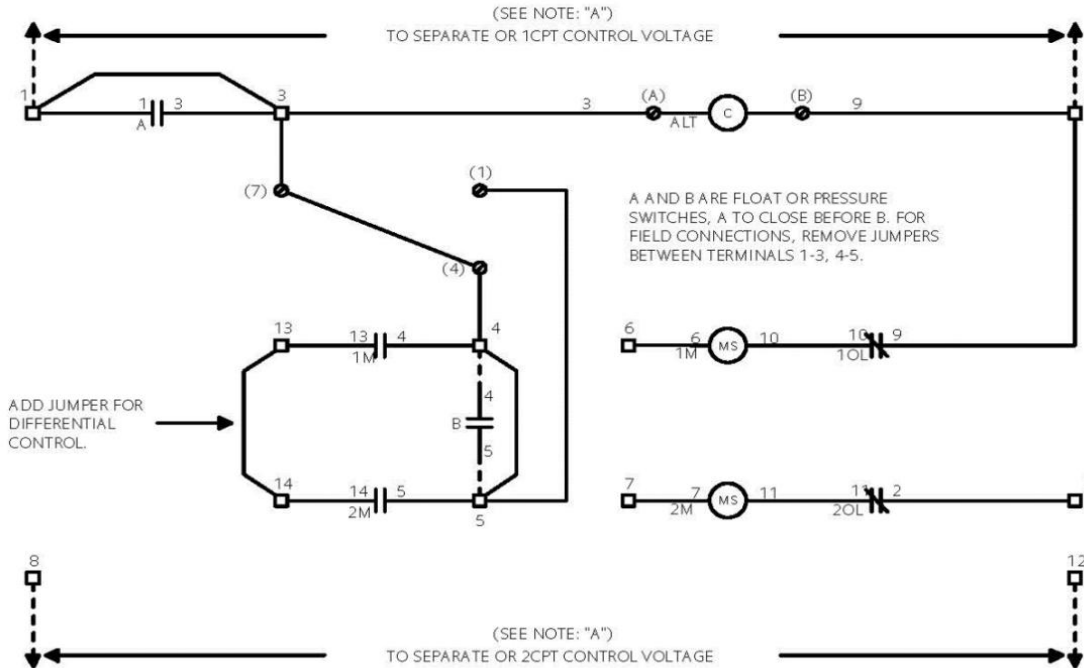 (SEE NOTE: "A")
TO SEPARATE OR 1CPT CONTROL VOLTAGE
1
1 3
A
3
3
(A)
ALT
C
(B)
9
(7)
(1)
A AND B ARE FLOAT OR PRESSURE
SWITCHES, A TO CLOSE BEFORE B. FOR
FIELD CONNECTIONS, REMOVE JUMPERS
BETWEEN TERMINALS 1-3, 4-5.
(4)
13
13 4
1M
4
6
6
1M
MS
10
10 9
1OL
ADD JUMPER FOR
DIFFERENTIAL
CONTROL.
4
B
5
14
14 5
2M
5
7
7
2M
MS
11
11 2
2OL
8
12
(SEE NOTE: "A")
TO SEPARATE OR 2CPT CONTROL VOLTAGE